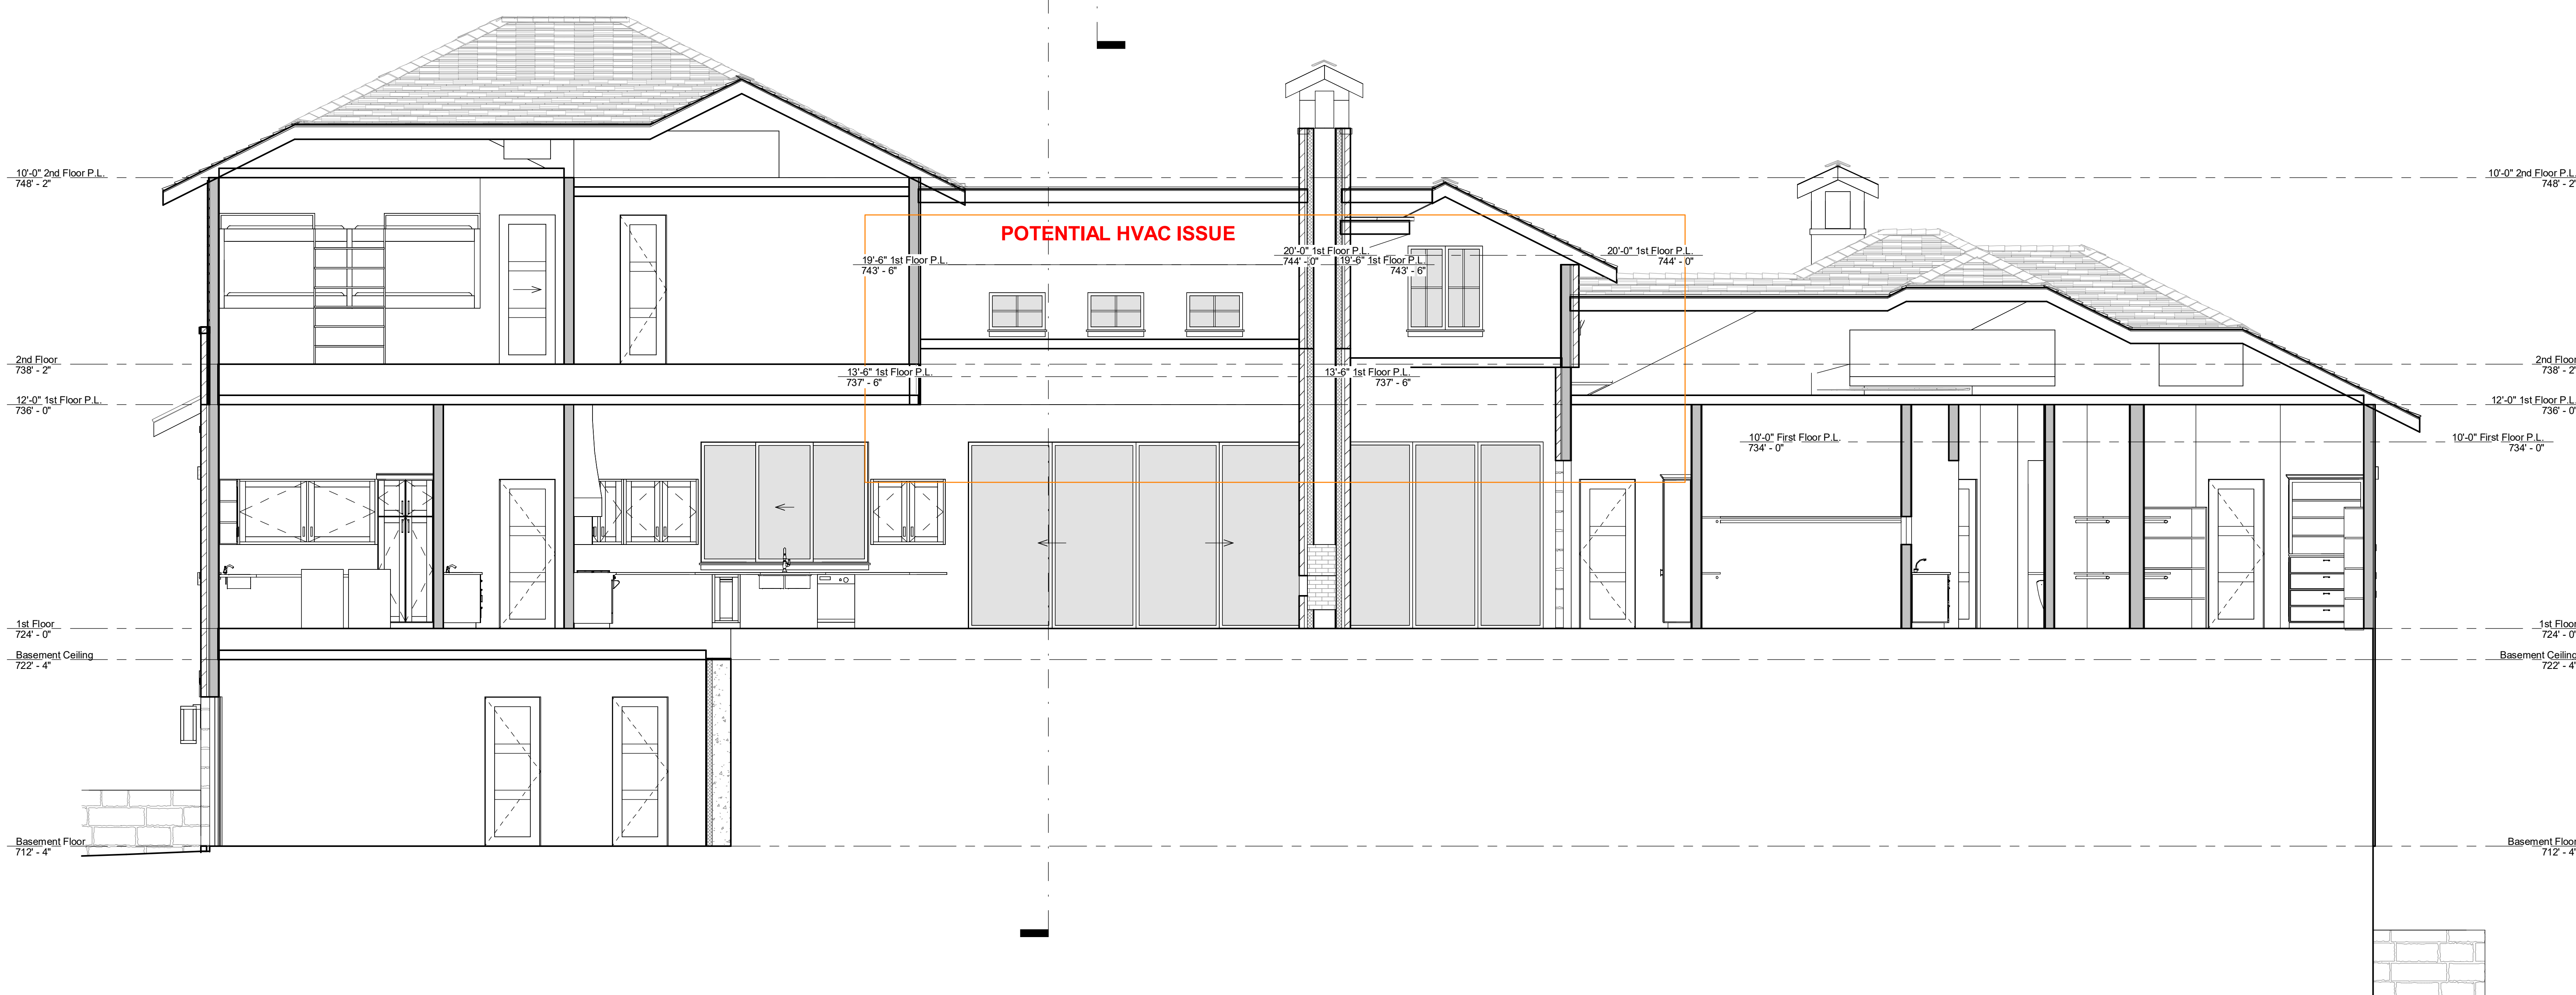 10'-0" 2nd Floor P.L.
748' - 2"
10'-0" 2nd Floor P.L.
748' - 2"
POTENTIAL HVAC ISSUE
20'-0" 1st Floor P.L.
744' - 0"
20'-0" 1st Floor P.L.
744' - 0"
19'-6" 1st Floor P.L.
743' - 6"
19'-6" 1st Floor P.L.
743' - 6"
2nd Floor
738' - 2"
2nd Floor
738' - 2"
13'-6" 1st Floor P.L.
737' - 6"
13'-6" 1st Floor P.L.
737' - 6"
12'-0" 1st Floor P.L.
736' - 0"
12'-0" 1st Floor P.L.
736' - 0"
10'-0" First Floor P.L.
734' - 0"
10'-0" First Floor P.L.
734' - 0"
1st Floor
724' - 0"
1st Floor
724' - 0"
Basement Ceiling
722' - 4"
Basement Ceiling
722' - 4"
Basement Floor
712' - 4"
Basement Floor
712' - 4"